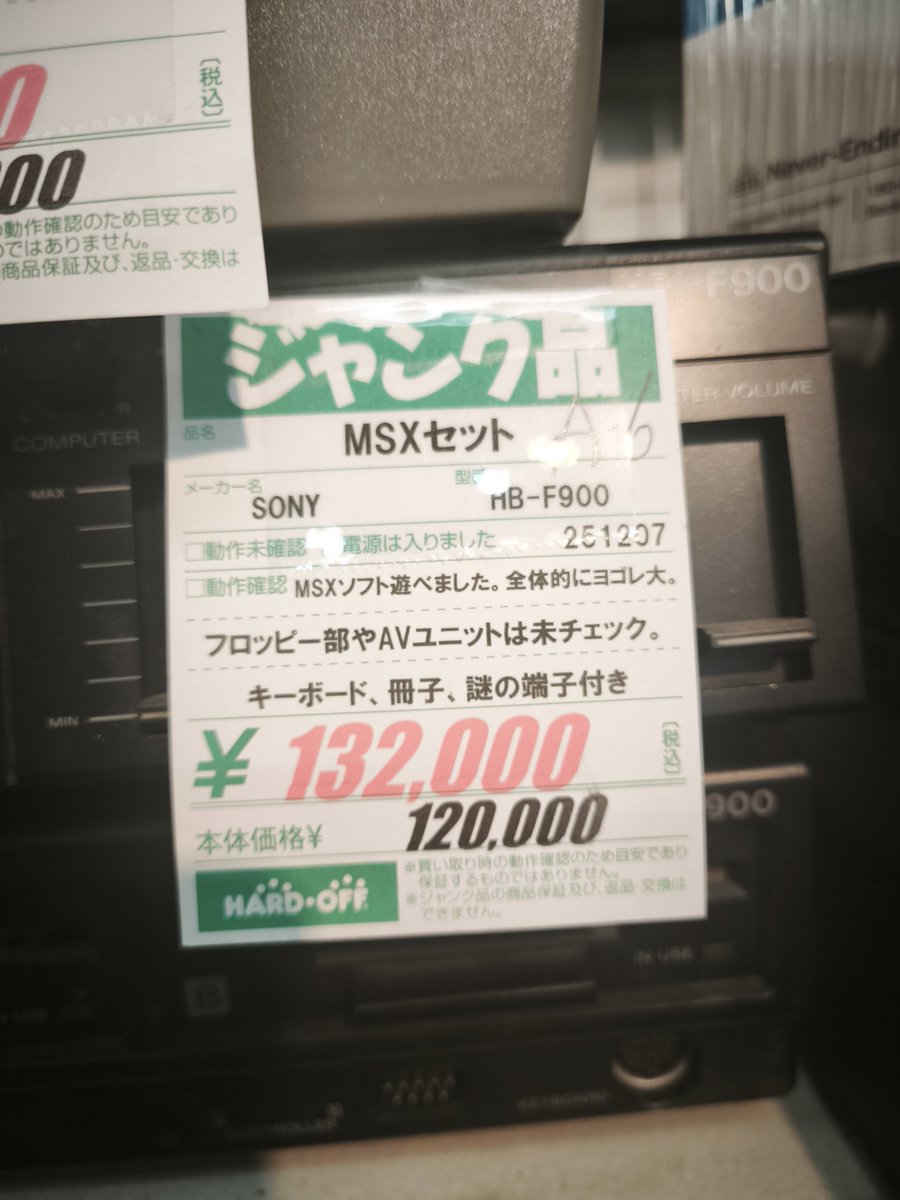 〔税込〕
0
00
動作確認のため目安であり
のではありません。
商品保証及び、返品・交換は
Never-Endin
F900
ジャンク品
A6
品名
MSXセット
メーカー名
型番
SONY
HB-F900
□動作未確認
電源は入りました
251207
□動作確認
MSXソフト遊べました。全体的にヨゴレ大。
フロッピー部やAVユニットは未チェック。
キーボード、冊子、謎の端子付き
¥132,000
〔税込〕
本体価格¥ 120,000
HARD・OFF
※買い取り時の動作確認のため目安であり
保証するものではありません。
※ジャンク品の商品保証及び、返品・交換は
できません。
COMPUTER
MAX
MIN
TER VOLUME
900
IN USE
N USE
B
CONTROLLER
KEYBOARD